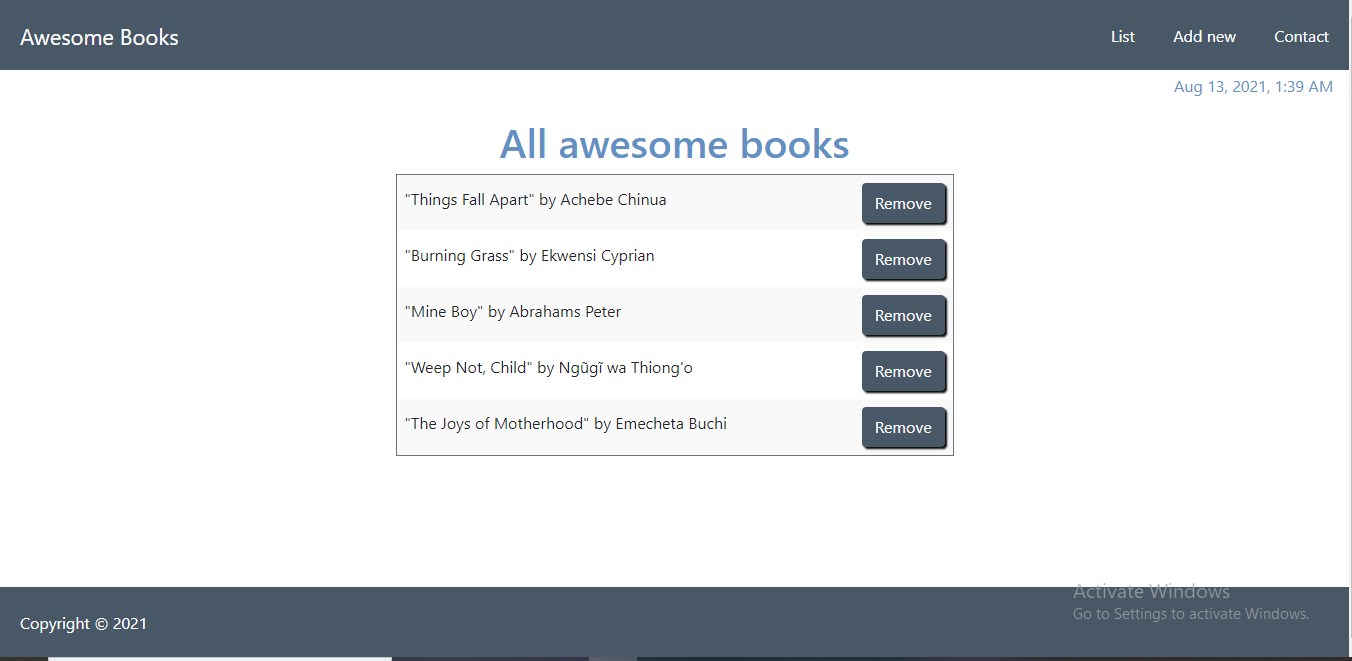 Awesome Books
List
Add new
Contact
Aug 13, 2021, 1:39 AM
All awesome books
"Things Fall Apart" by Achebe Chinua
Remove
"Burning Grass" by Ekwensi Cyprian
Remove
"Mine Boy" by Abrahams Peter
Remove
"Weep Not, Child" by Ngũgĩ wa Thiong'o
Remove
"The Joys of Motherhood" by Emecheta Buchi
Remove
Activate Windows
Go to Settings to activate Windows.
Copyright © 2021